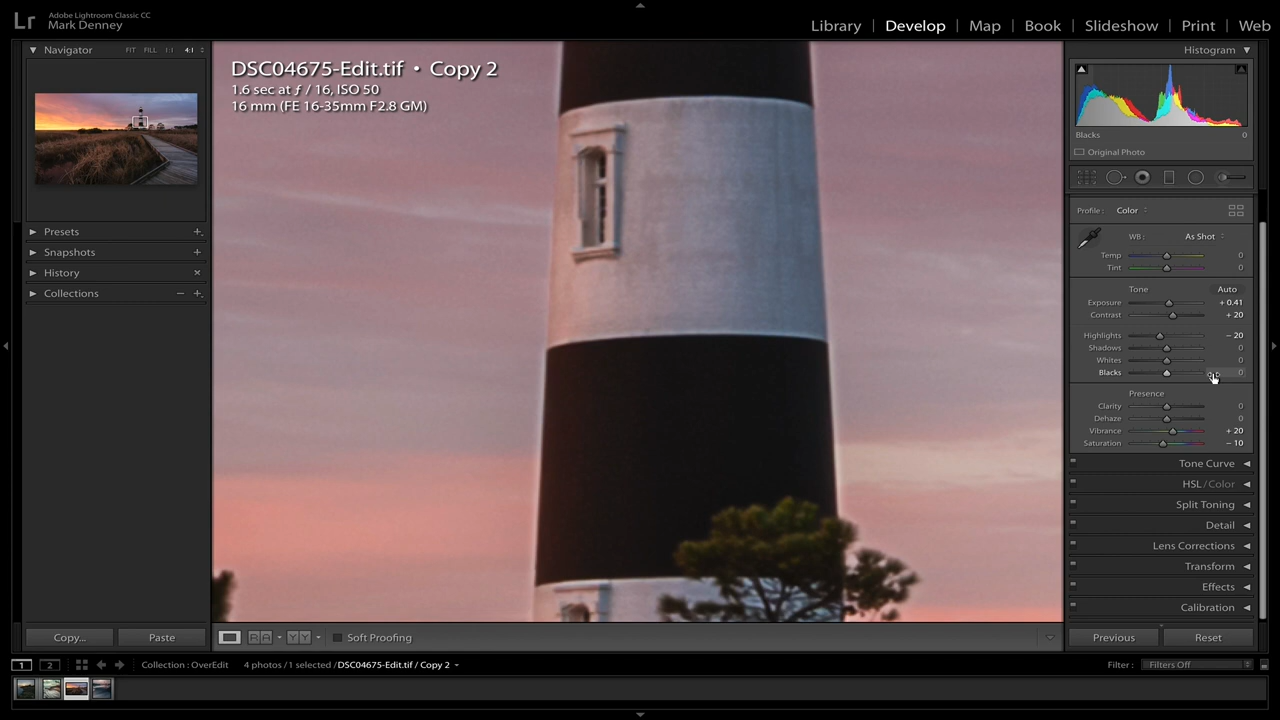 Lr
Adobe Lightroom Classic CC
Mark Denney
Library | Develop | Map | Book | Slideshow | Print | Web
Navigator FIT FILL 1:1 4:1
Histogram
DSC04675-Edit.tif • Copy 2
1.6 sec at ƒ / 16, ISO 50
16 mm (FE 16-35mm F2.8 GM)
Blacks 0
Original Photo
Presets
Snapshots
History
Collections
Profile : Color
WB : As Shot
Temp 0
Tint 0
Tone Auto
Exposure + 0.41
Contrast + 20
Highlights − 20
Shadows 0
Whites 0
Blacks 0
Presence
Clarity 0
Dehaze 0
Vibrance + 20
Saturation − 10
Tone Curve
HSL / Color
Split Toning
Detail
Lens Corrections
Transform
Effects
Calibration
Copy... Paste
R A Y Y Soft Proofing
Previous Reset
1 2 Collection : OverEdit 4 photos / 1 selected / DSC04675-Edit.tif / Copy 2 Filter : Filters Off